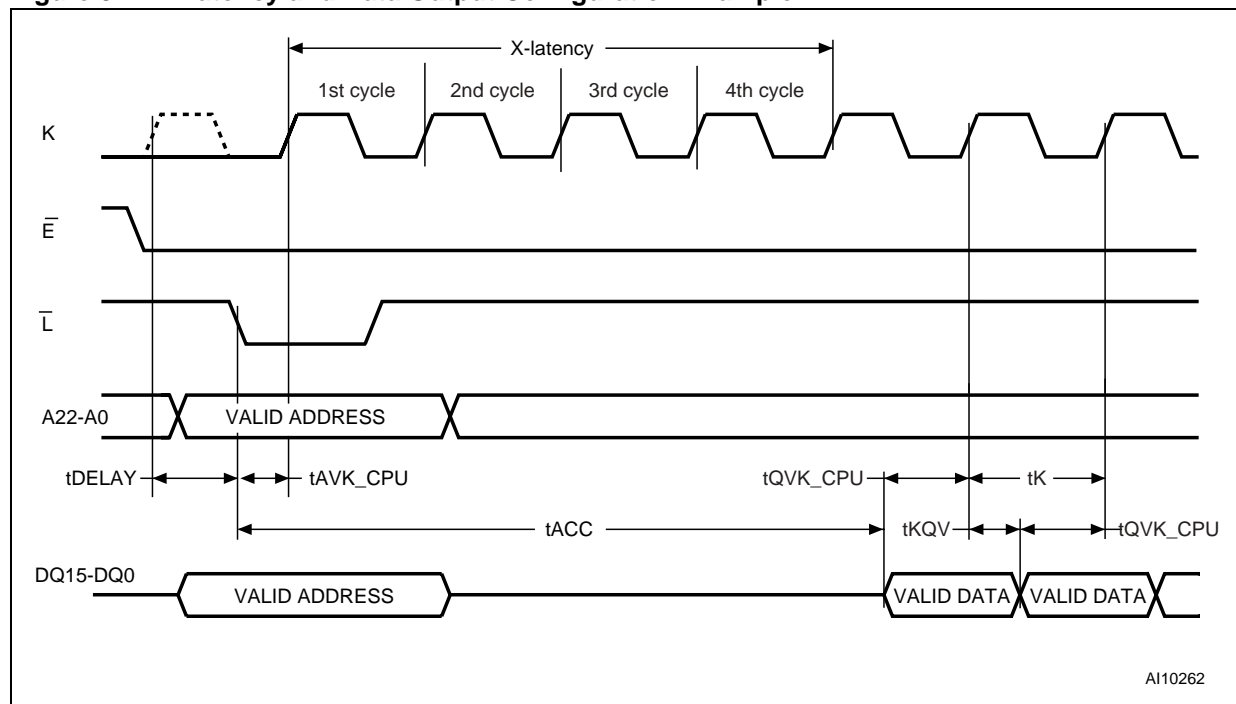 X-latency
1st cycle 2nd cycle 3rd cycle 4th cycle
K
E
L
A22-A0 VALID ADDRESS
tDELAY tAVK_CPU tQVK_CPU tK
tACC tKQV tQVK_CPU
DQ15-DQ0 VALID ADDRESS VALID DATA VALID DATA
AI10262